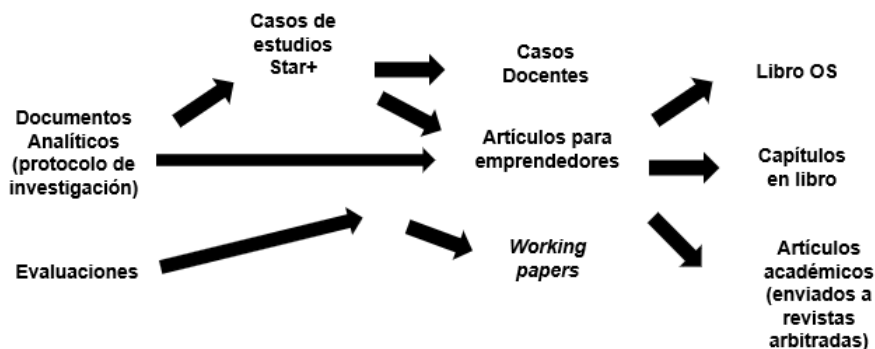 Casos de
estudios
Star+
Casos
Docentes
Libro OS
Documentos
Analíticos
(protocolo de
investigación)
Artículos para
emprendedores
Capítulos
en libro
Evaluaciones
Working
papers
Artículos
académicos
(enviados a
revistas
arbitradas)